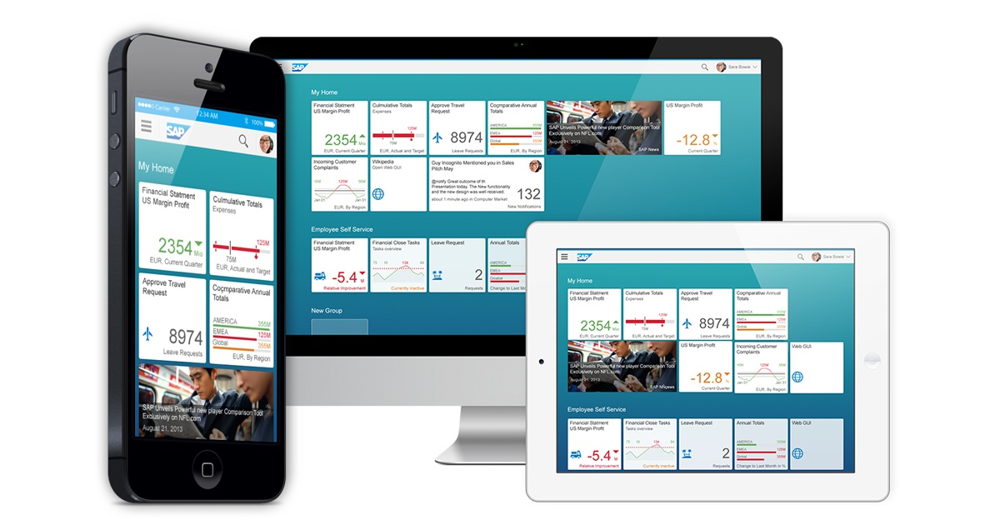 Carrier
12:34 AM
100%
SAP
My Home
Financial Statment
US Margin Profit
2354
Mio
EUR, Current Quarter
Culmulative Totals
Expenses
125M
75M
EUR, Actual and Target
Approve Travel
Request
8974
Leave Requests
Coçmparative Annual
Totals
AMERICA 355M
EMEA 125M
Global 355M
EUR, By Region
SAP Unveils Powerful new player Comparison Tool
Exclusively on NFL.com
August 21, 2013
SAP
Sara Bowie
My Home
Financial Statment
US Margin Profit
2354
Mio
EUR, Current Quarter
Culmulative Totals
Expenses
125M
75M
EUR, Actual and Target
Approve Travel
Request
8974
Leave Requests
Coçmparative Annual
Totals
AMERICA 355M
EMEA 125M
Global 355M
EUR, By Region
SAP Unveils Powerful new player Comparison Tool
Exclusively on NFL.com
August 21, 2013
SAP News
US Margin Profit
-12.8
%
Current Quarter
Incoming Customer
Complaints
125M
Jan 01 Jan 31
EUR, By Region
Wikipedia
Open Web GUI
Guy Incognito Mentioned you in Sales
Pitch May
@notify Great outcome of th
Presentation today. The New functionality
and the new design was well received.
about 1 minute ago in Computer Market
132
New Notifications
Employee Self Service
Financial Statment
US Margin Profit
-5.4
M
Relative Improvement
Financial Close Tasks
Tasks overview
134
Currently inactive
Leave Request
2
Requests
Annual Totals
AMERICA
EMEA
Gloabal
Change to Last M
New Group
SAP
Sara Bowie
My Home
Financial Statment
US Margin Profit
2354
Mio
EUR, Current Quarter
Culmulative Totals
Expenses
125M
75M
EUR, Actual and Target
Approve Travel
Request
8974
Leave Requests
Coçmparative Annual
Totals
AMERICA 355M
EMEA 125M
Global 355M
EUR, By Region
SAP Unveils Powerful new player Comparison Tool
Exclusively on NFL.com
August 21, 2013
US Margin Profit
-12.8
%
Current Quarter
Incoming Customer
Complaints
125M
Jan 01 Jan 31
EUR, By Region
Web GUI
Employee Self Service
Financial Statment
US Margin Profit
-5.4
M
Relative Improvement
Financial Close Tasks
Tasks overview
134
Currently inactive
Leave Request
2
Requests
Annual Totals
AMERICA
EMEA
Global
Change to Last Month in %
Web GUI